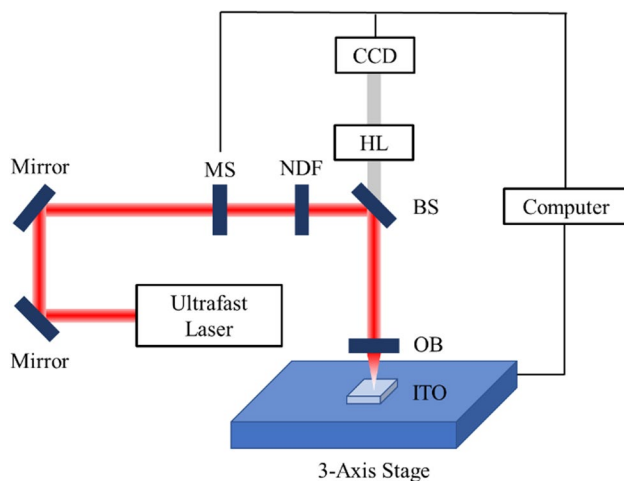 CCD
HL
Mirror
MS
NDF
BS
Computer
Ultrafast
Laser
Mirror
OB
ITO
3-Axis Stage